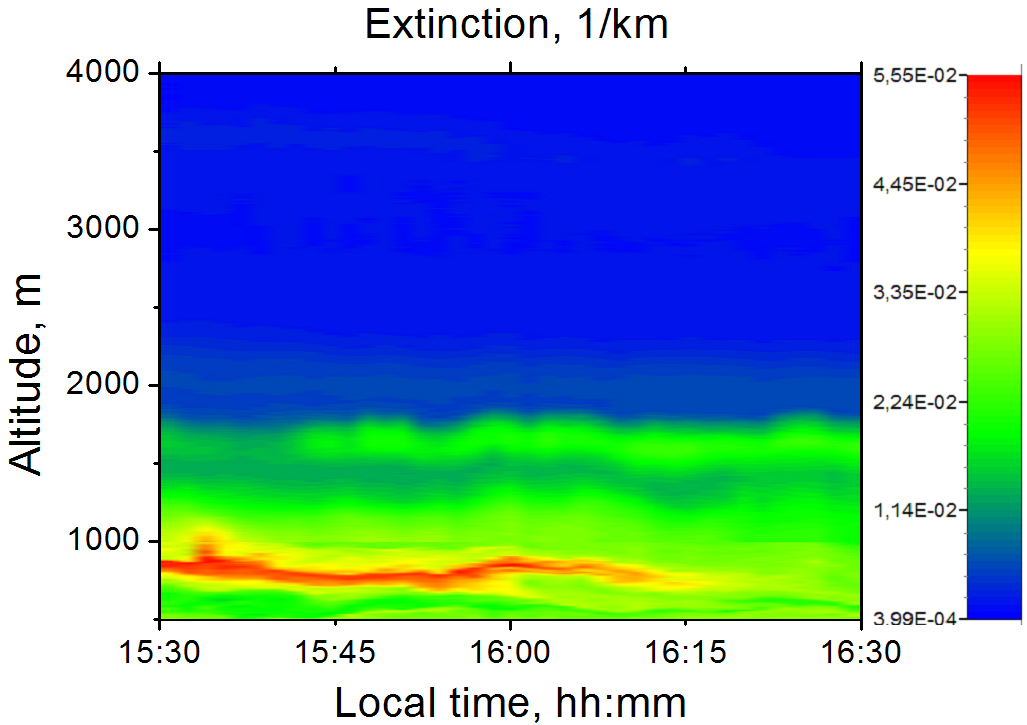 Extinction, 1/km
4000
3000
2000
1000
Altitude, m
15:30 15:45 16:00 16:15 16:30
Local time, hh:mm
5,55E-02
4,45E-02
3,35E-02
2,24E-02
1,14E-02
3.99E-04